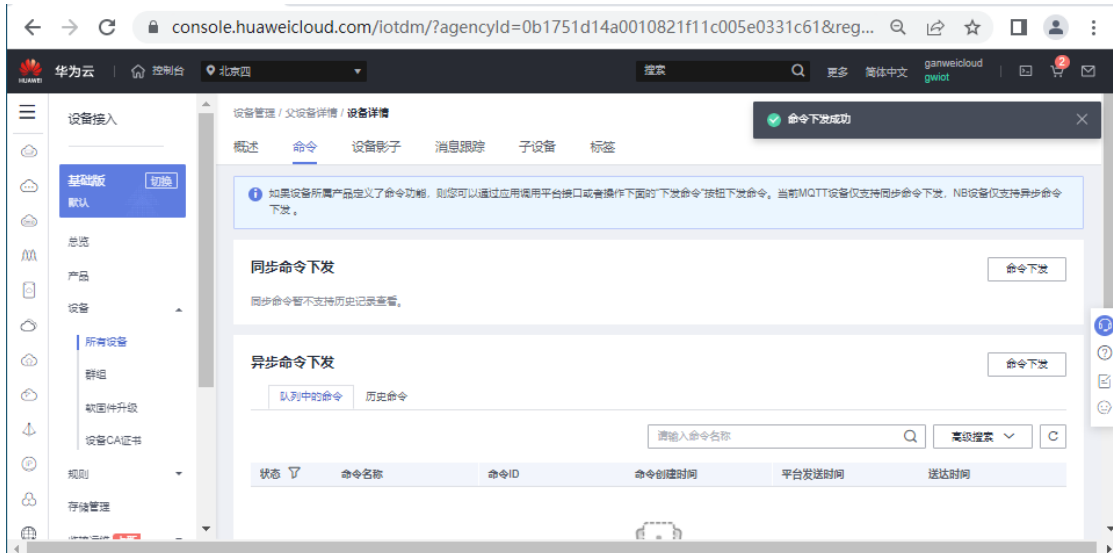 console.huaweicloud.com/iotdm/?agencyId=0b1751d14a0010821f11c005e0331c61&reg...
HUAWEI 华为云 控制台 北京四 搜索 更多 简体中文 ganweicloud
gwiot 2
设备接入
基础版 切换
默认
总览
产品
设备
所有设备
群组
软固件升级
设备CA证书
规则
存储管理
设备管理 / 父设备详情 / 设备详情
命令下发成功
概述 命令 设备影子 消息跟踪 子设备 标签
如果设备所属产品定义了命令功能，则您可以通过应用调用平台接口或者操作下面的“下发命令”按钮下发命令。当前MQTT设备仅支持同步命令下发，NB设备仅支持异步命令
下发。
同步命令下发 命令下发
同步命令暂不支持历史记录查看。
异步命令下发 命令下发
队列中的命令 历史命令
请输入命令名称 高级搜索
状态 命令名称 命令ID 命令创建时间 平台发送时间 送达时间